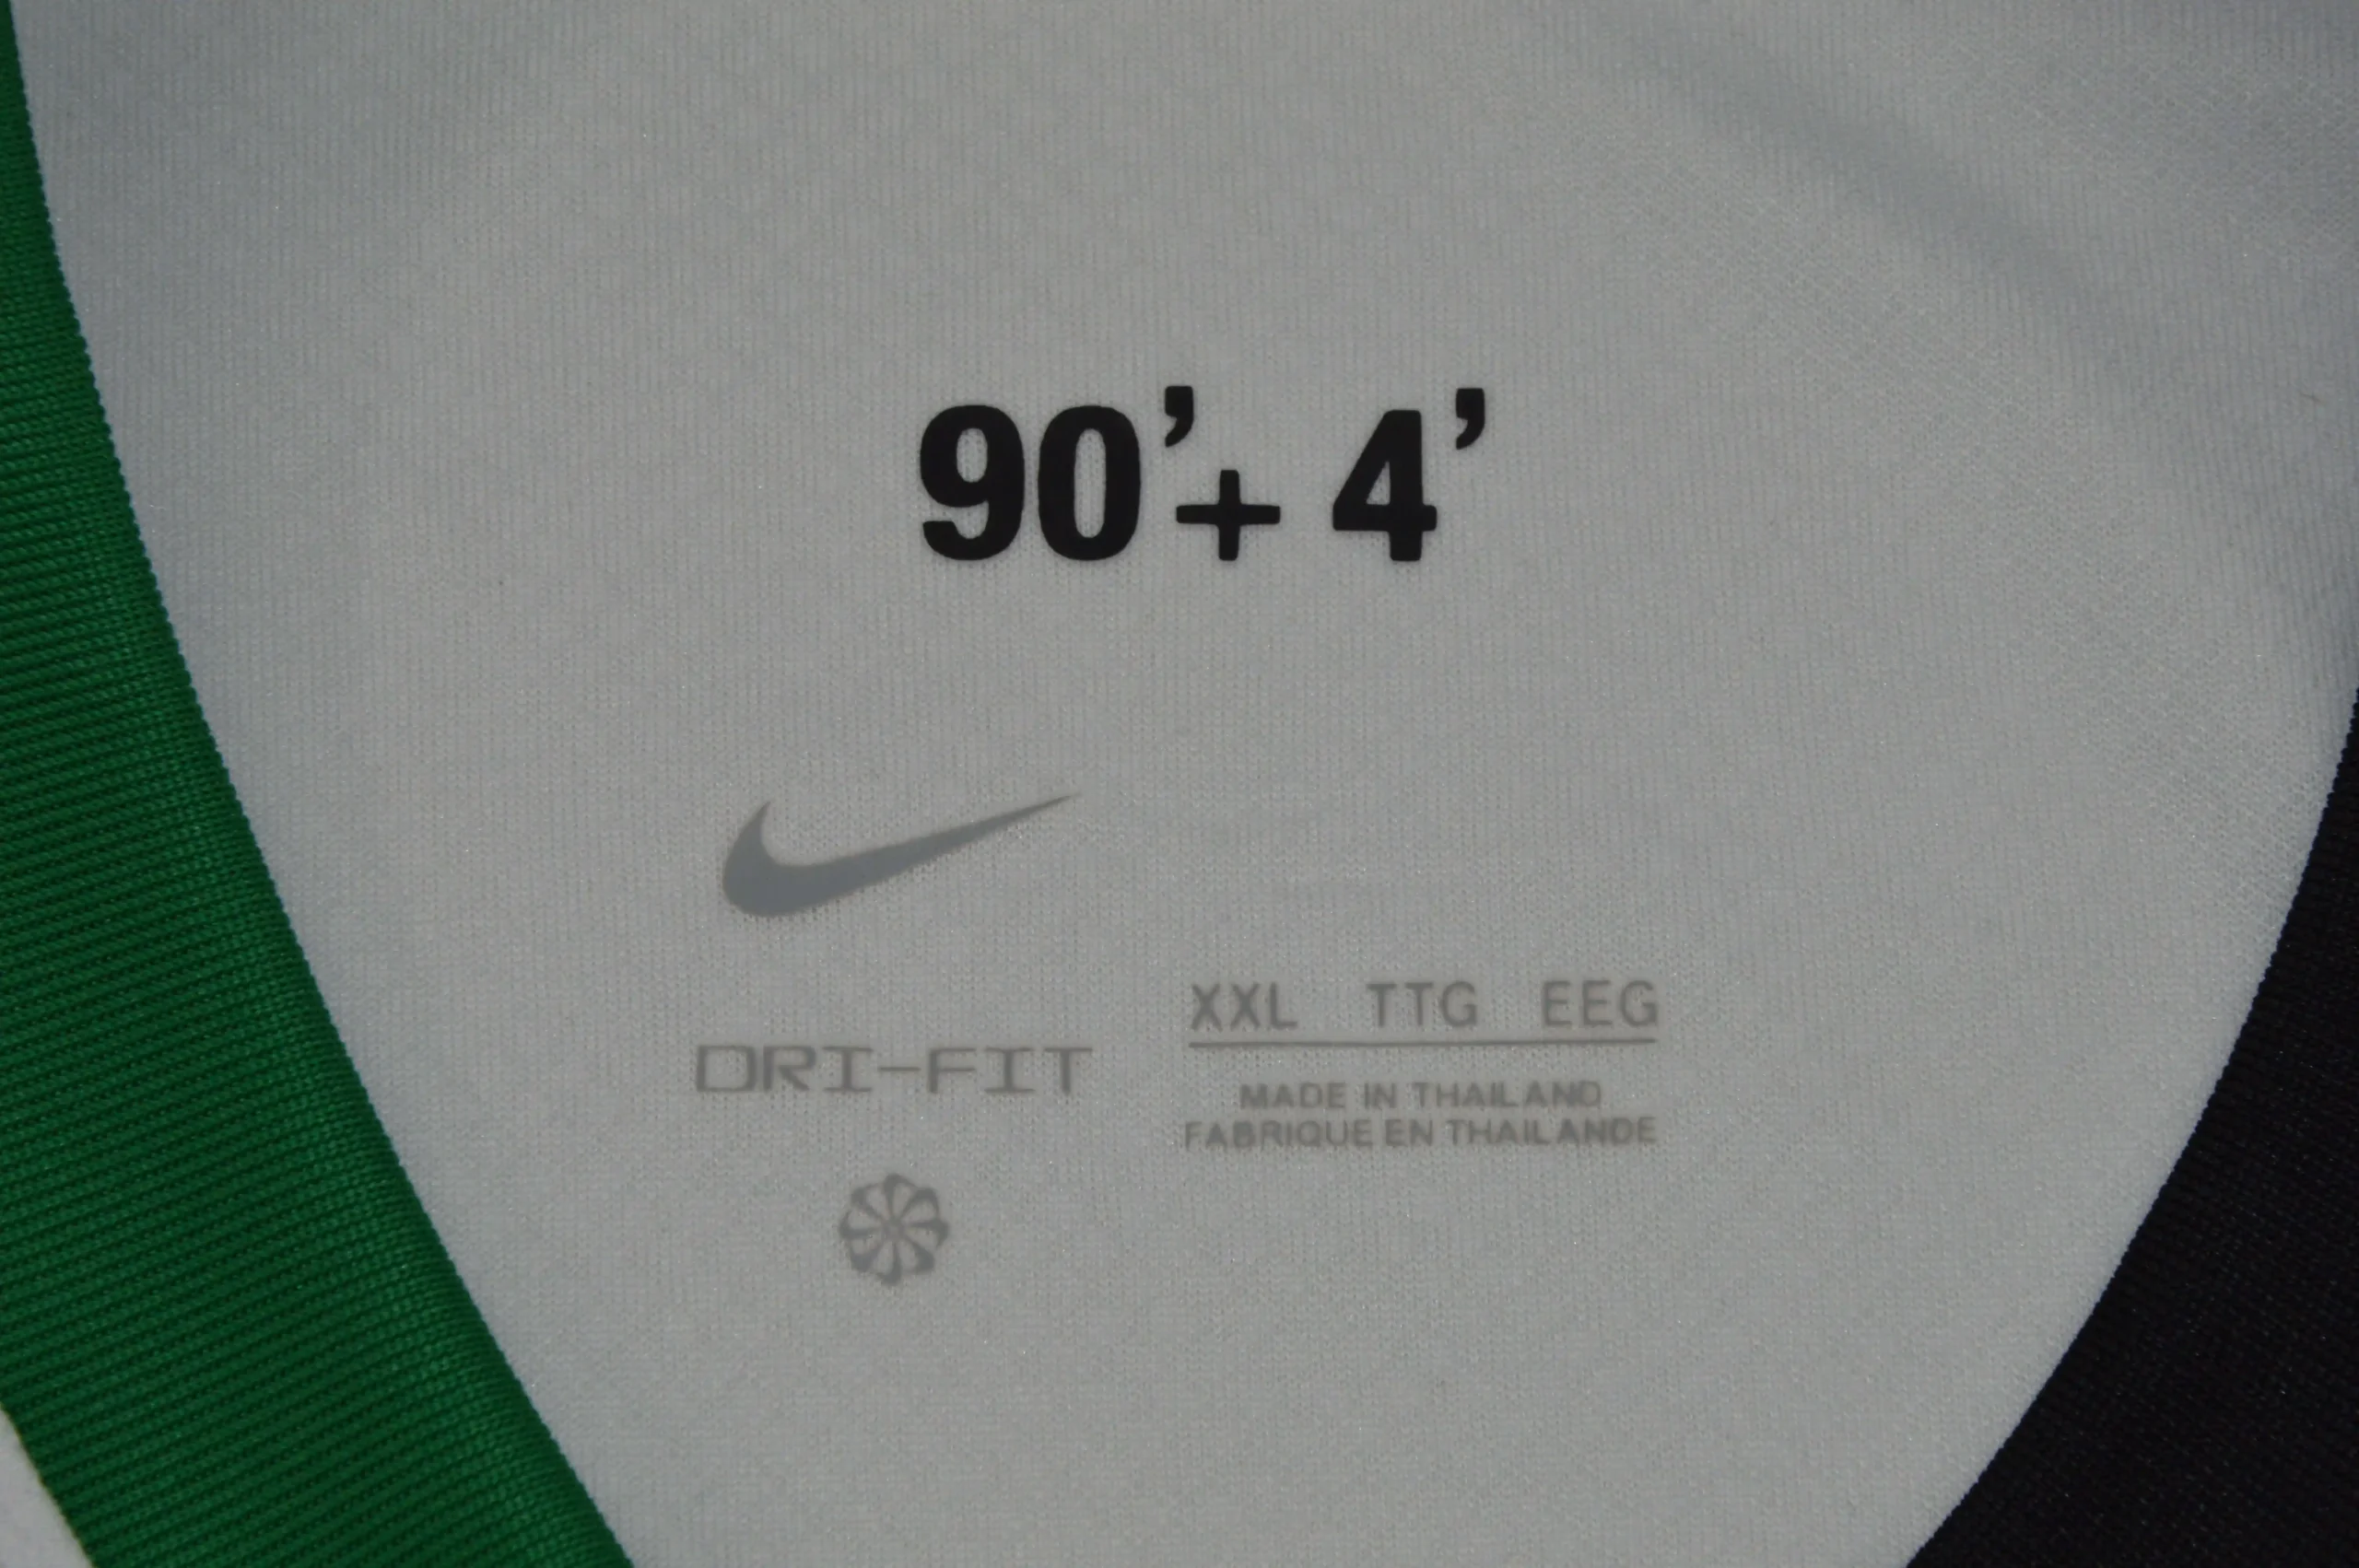 90’+ 4’
DRI-FIT
XXL TTG EEG
MADE IN THAILAND
FABRIQUE EN THAILANDE